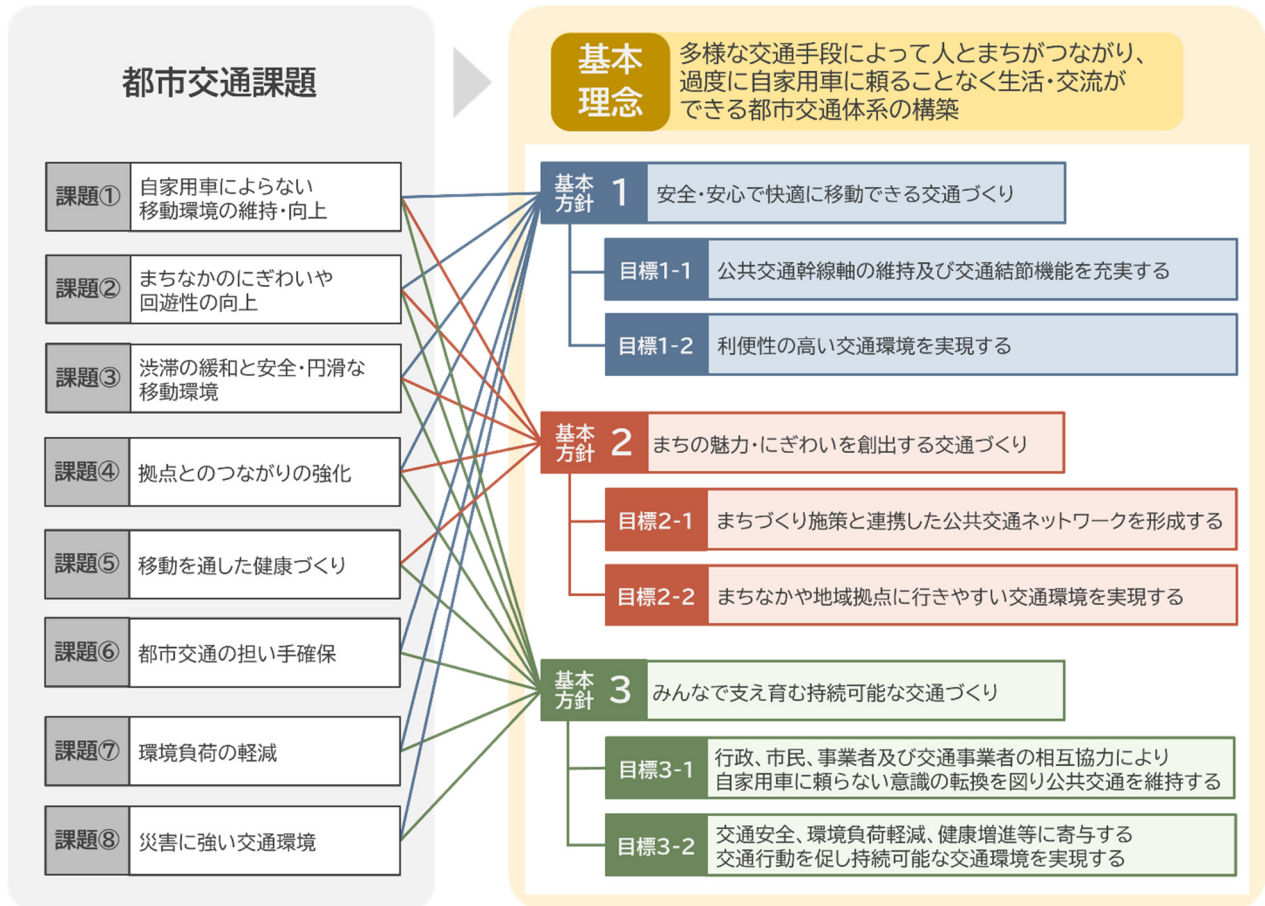 都市交通課題
課題① 自家用車によらない
移動環境の維持・向上
課題② まちなかのにぎわいや
回遊性の向上
課題③ 渋滞の緩和と安全・円滑な
移動環境
課題④ 拠点とのつながりの強化
課題⑤ 移動を通した健康づくり
課題⑥ 都市交通の担い手確保
課題⑦ 環境負荷の軽減
課題⑧ 災害に強い交通環境
基本
理念
多様な交通手段によって人とまちがつながり、
過度に自家用車に頼ることなく生活・交流が
できる都市交通体系の構築
基本
方針 1 安全・安心で快適に移動できる交通づくり
目標1-1 公共交通幹線軸の維持及び交通結節機能を充実する
目標1-2 利便性の高い交通環境を実現する
基本
方針 2 まちの魅力・にぎわいを創出する交通づくり
目標2-1 まちづくり施策と連携した公共交通ネットワークを形成する
目標2-2 まちなかや地域拠点に行きやすい交通環境を実現する
基本
方針 3 みんなで支え育む持続可能な交通づくり
目標3-1 行政、市民、事業者及び交通事業者の相互協力により
自家用車に頼らない意識の転換を図り公共交通を維持する
目標3-2 交通安全、環境負荷軽減、健康増進等に寄与する
交通行動を促し持続可能な交通環境を実現する